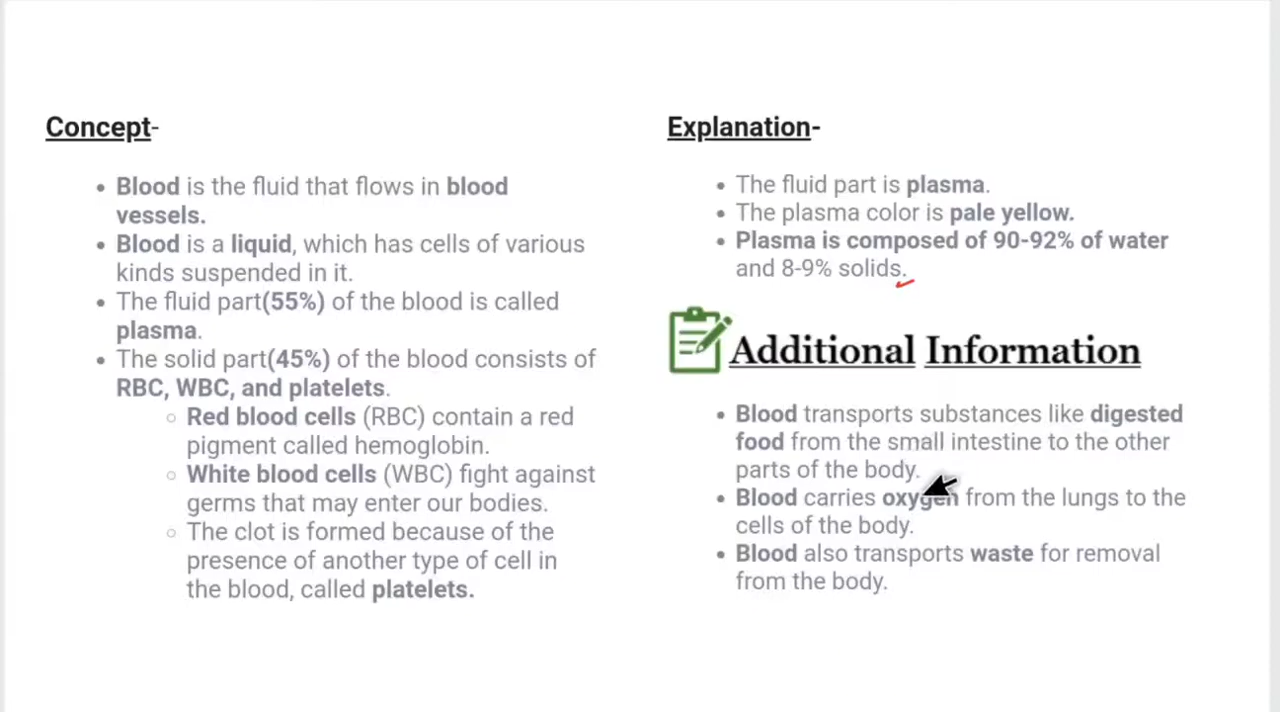 Concept-
• Blood is the fluid that flows in blood
vessels.
• Blood is a liquid, which has cells of various
kinds suspended in it.
• The fluid part(55%) of the blood is called
plasma.
• The solid part(45%) of the blood consists of
RBC, WBC, and platelets.
○ Red blood cells (RBC) contain a red
pigment called hemoglobin.
○ White blood cells (WBC) fight against
germs that may enter our bodies.
○ The clot is formed because of the
presence of another type of cell in
the blood, called platelets.
Explanation-
• The fluid part is plasma.
• The plasma color is pale yellow.
• Plasma is composed of 90-92% of water
and 8-9% solids.
Additional Information
• Blood transports substances like digested
food from the small intestine to the other
parts of the body.
• Blood carries oxygen from the lungs to the
cells of the body.
• Blood also transports waste for removal
from the body.